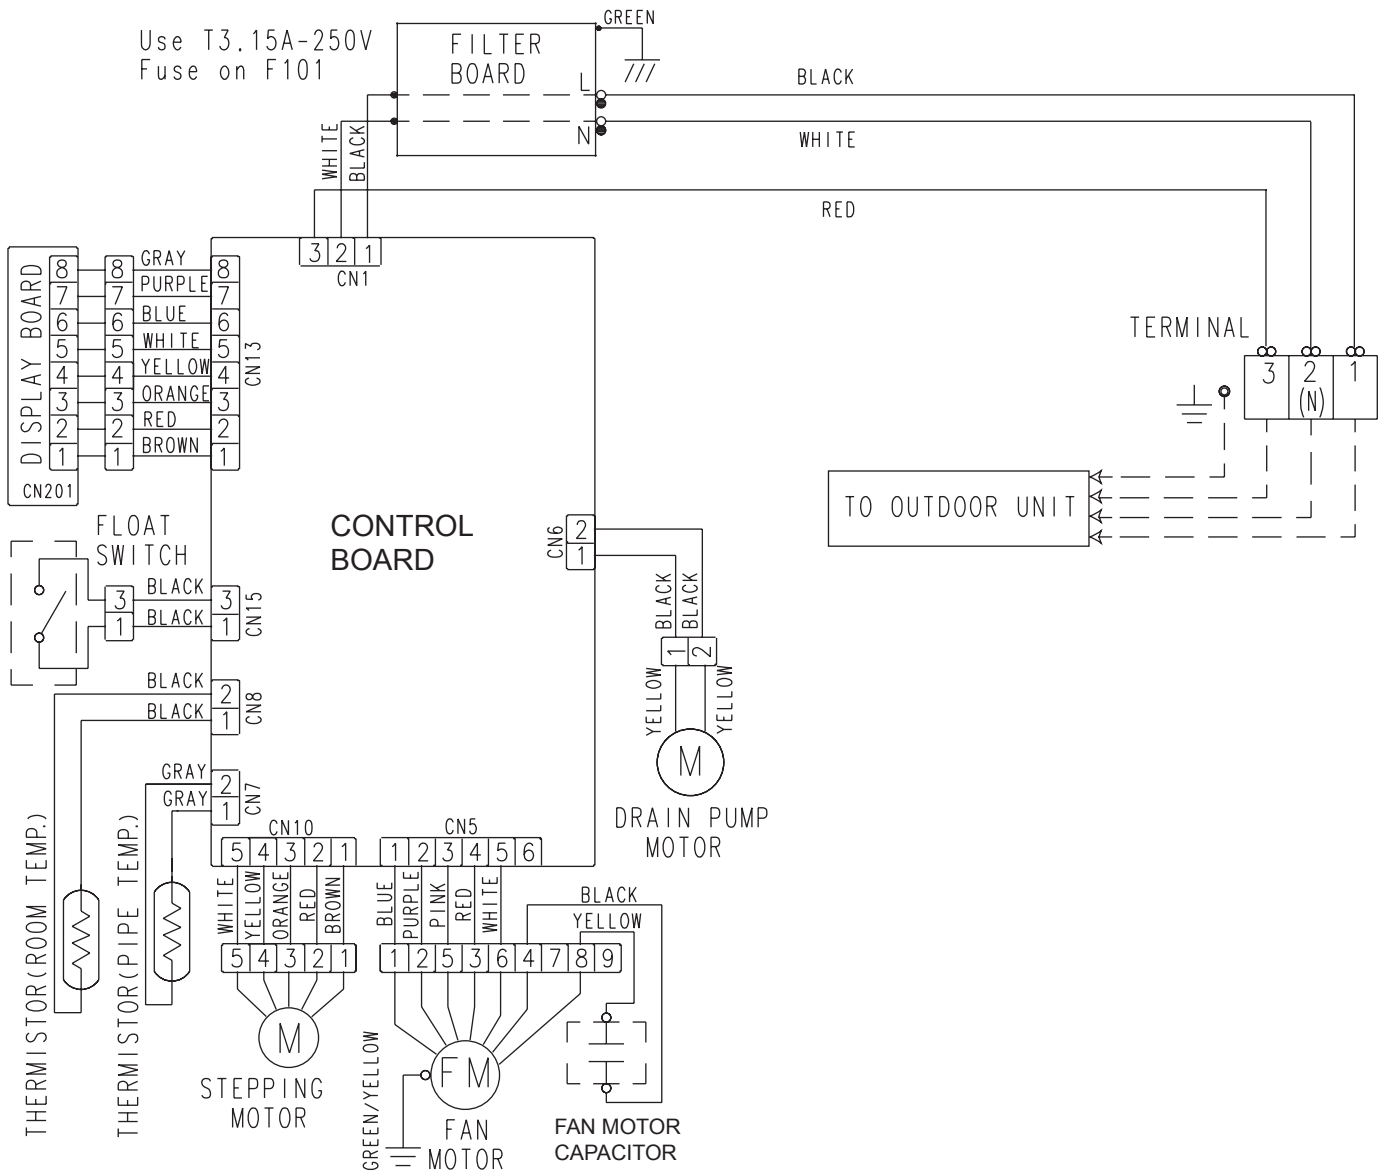 Use T3.15A-250V
Fuse on F101
FILTER
BOARD
L
N
GREEN
BLACK
WHITE
RED
WHITE
BLACK
3 2 1
CN1
DISPLAY BOARD
CN201
8 8 GRAY 8
7 7 PURPLE 7
6 6 BLUE 6
5 5 WHITE 5
4 4 YELLOW 4
3 3 ORANGE 3
2 2 RED 2
1 1 BROWN 1
CN13
TERMINAL
3 2 1
(N)
TO OUTDOOR UNIT
CONTROL
BOARD
FLOAT
SWITCH
3 BLACK 3
1 BLACK 1
CN15
BLACK 2
BLACK 1
CN8
GRAY 2
GRAY 1
CN7
THERMISTOR(ROOM TEMP.)
THERMISTOR(PIPE TEMP.)
CN6
2
1
BLACK
BLACK
1 2
YELLOW
YELLOW
M
DRAIN PUMP
MOTOR
CN10
5 4 3 2 1
WHITE
YELLOW
ORANGE
RED
BROWN
5 4 3 2 1
M
STEPPING
MOTOR
CN5
1 2 3 4 5 6
BLUE
PURPLE
PINK
RED
WHITE
BLACK
YELLOW
1 2 5 3 6 4 7 8 9
FM
GREEN/YELLOW
FAN
MOTOR
FAN MOTOR
CAPACITOR